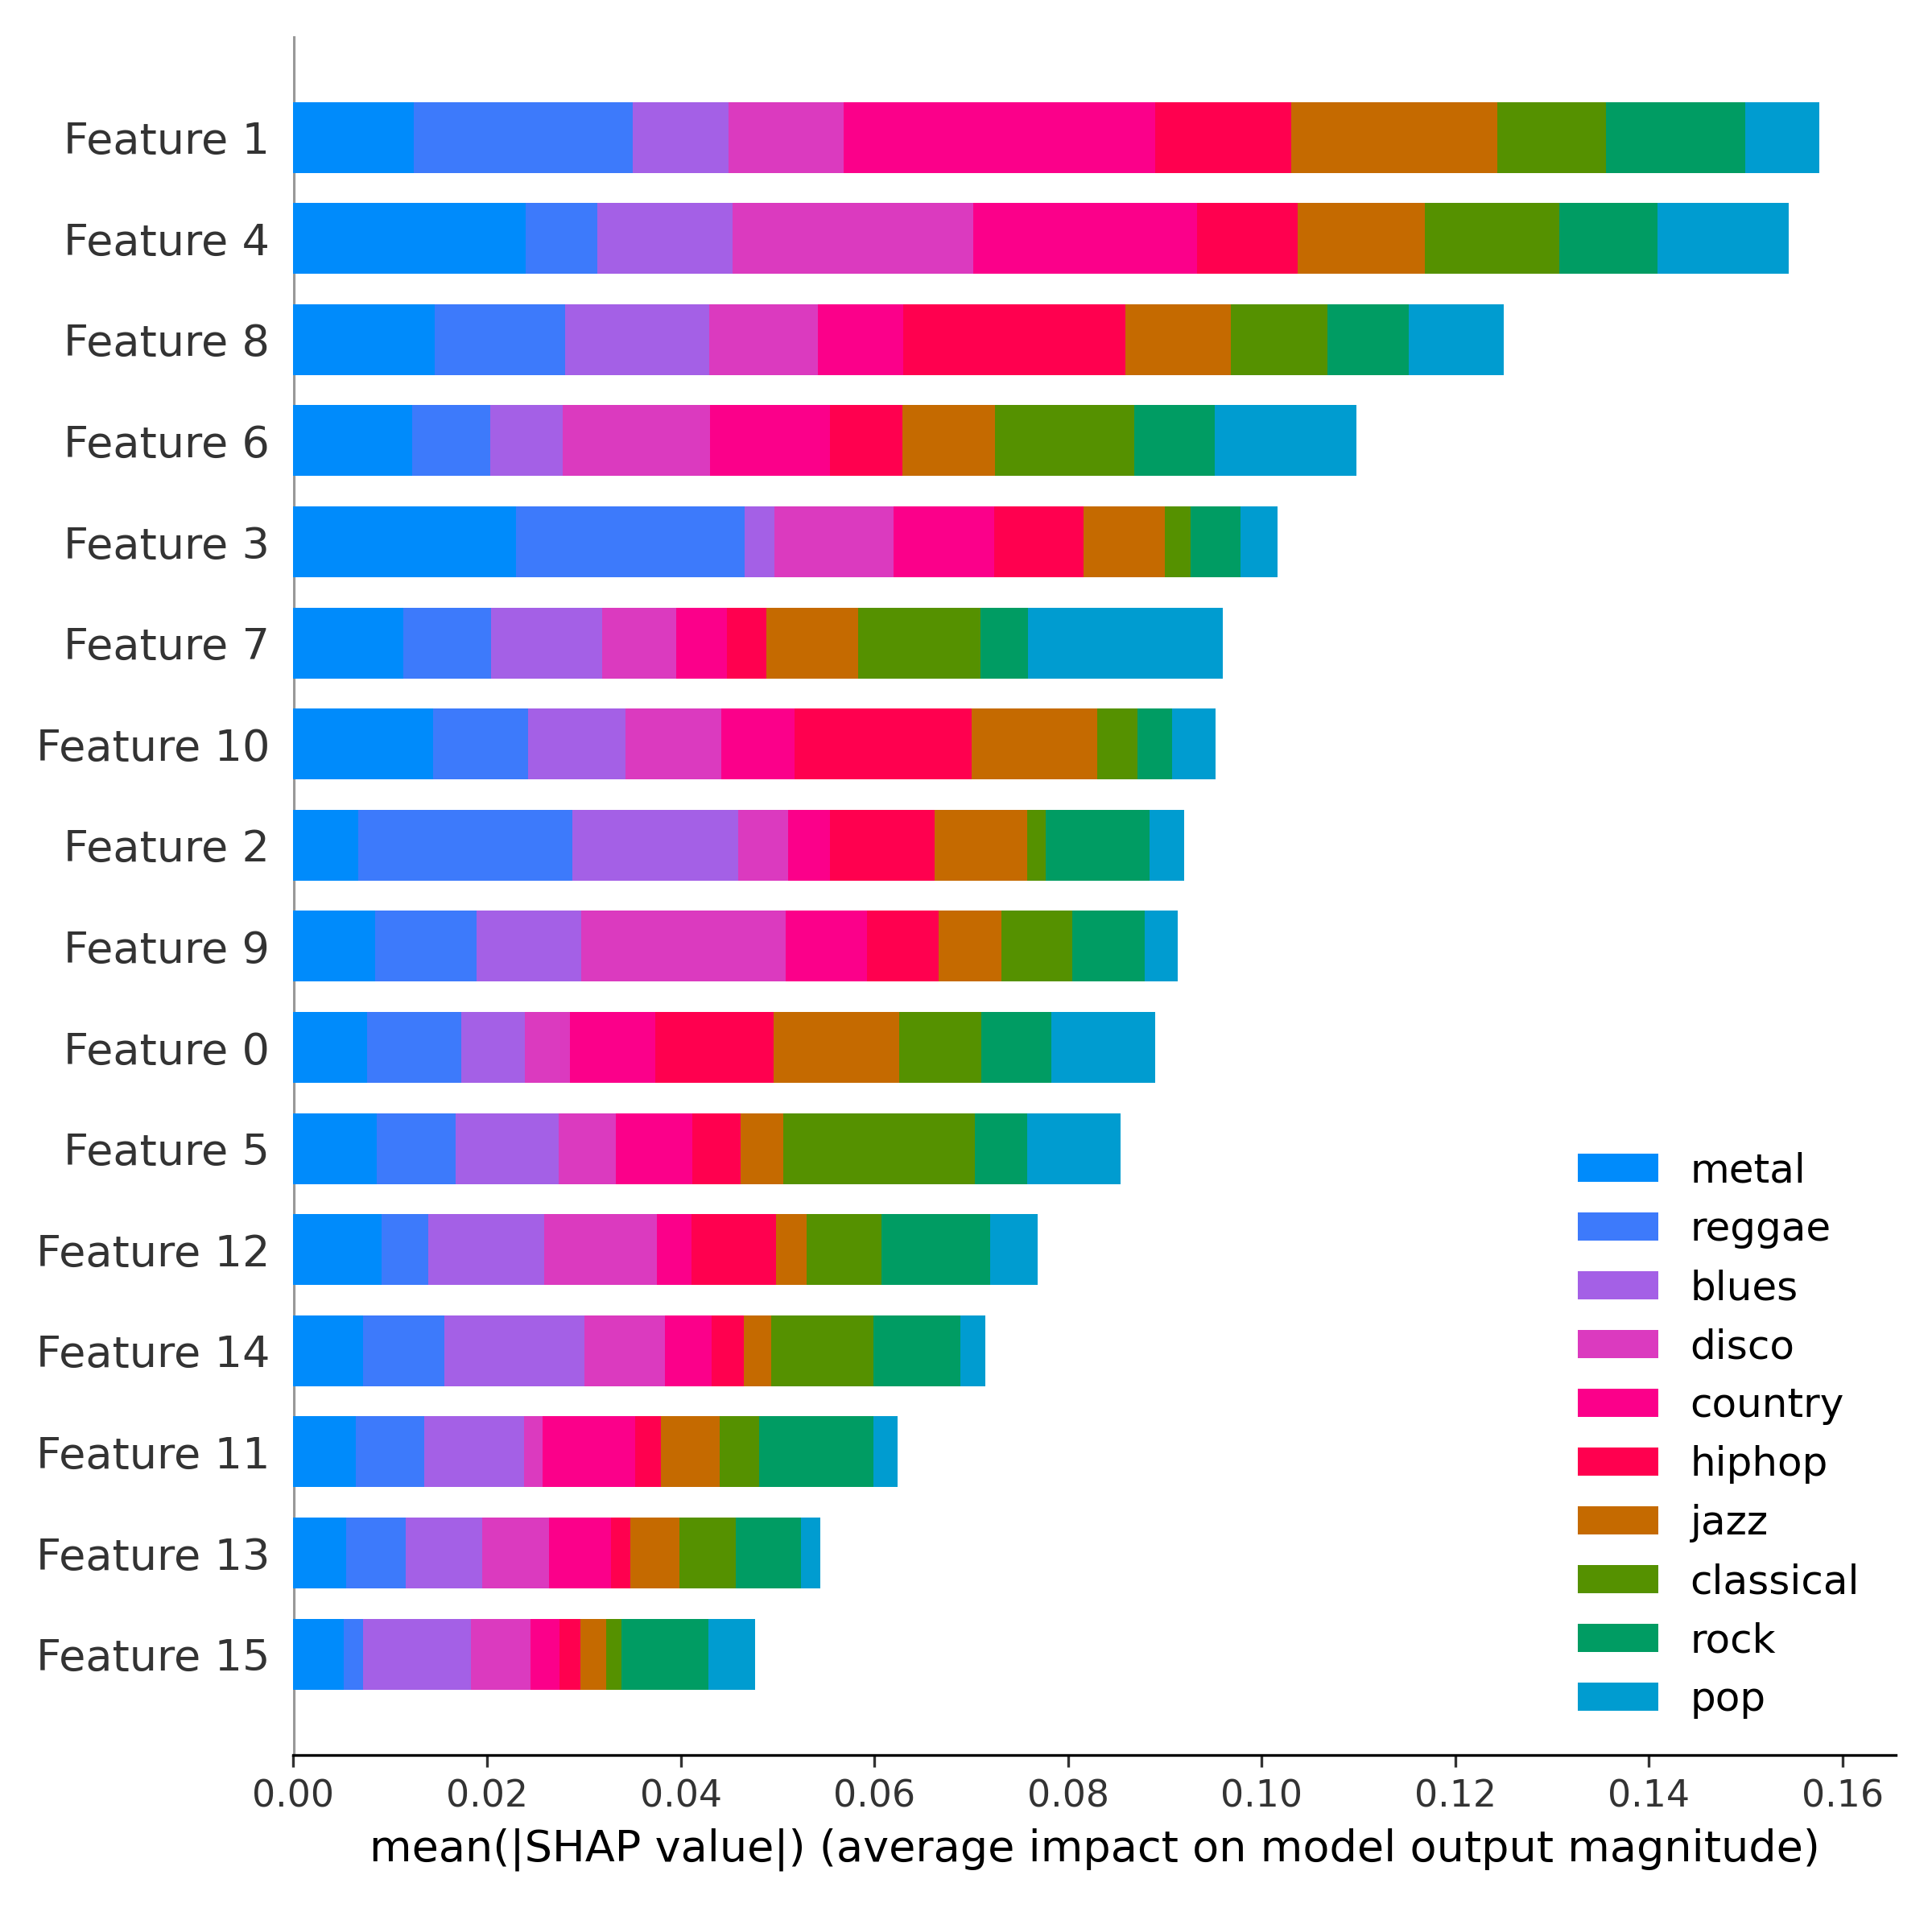 Feature 1
Feature 4
Feature 8
Feature 6
Feature 3
Feature 7
Feature 10
Feature 2
Feature 9
Feature 0
Feature 5
Feature 12
Feature 14
Feature 11
Feature 13
Feature 15
metal
reggae
blues
disco
country
hiphop
jazz
classical
rock
pop
0.00 0.02 0.04 0.06 0.08 0.10 0.12 0.14 0.16
mean(|SHAP value|) (average impact on model output magnitude)